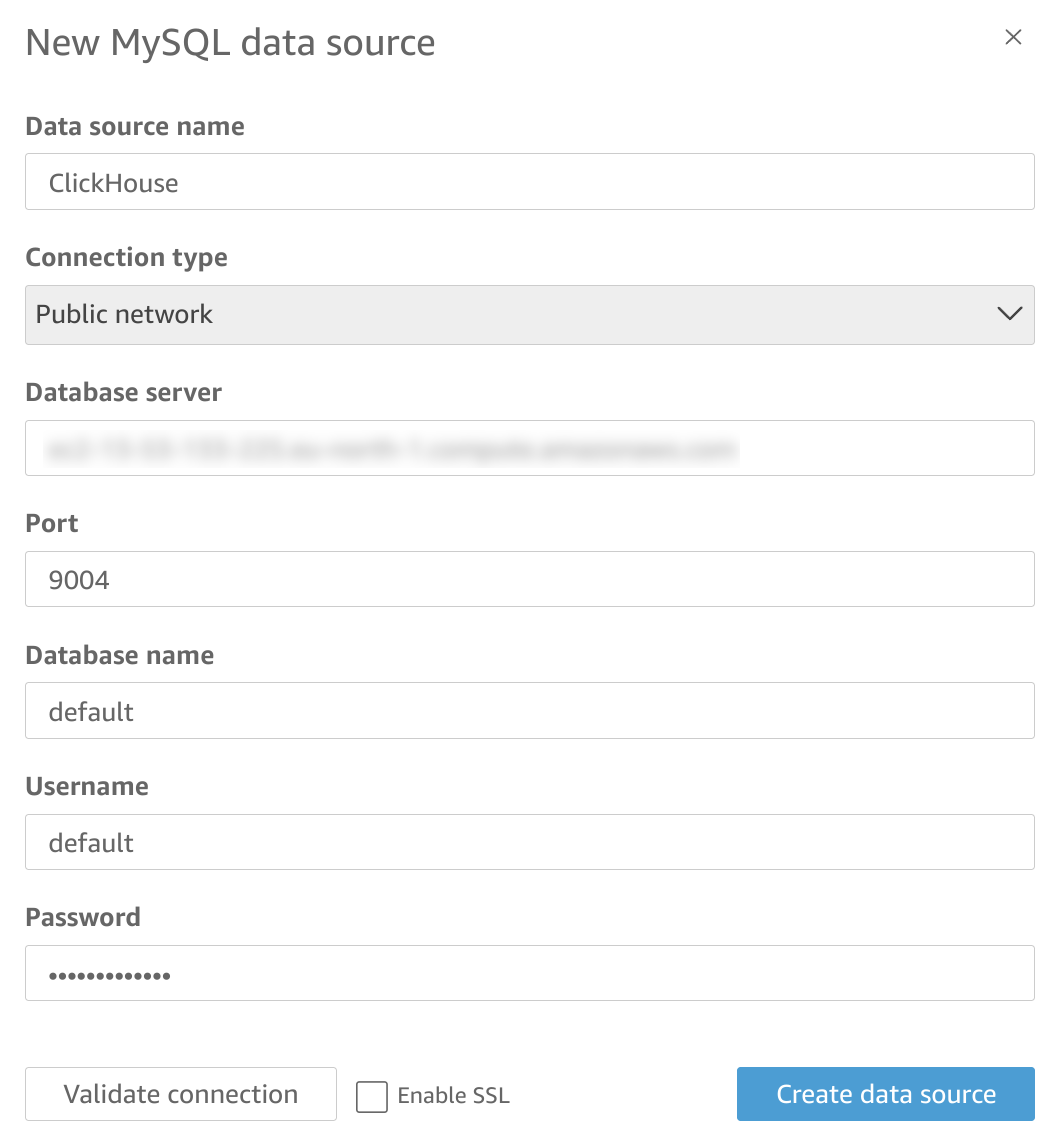 New MySQL data source
Data source name
ClickHouse
Connection type
Public network
Database server
Port
9004
Database name
default
Username
default
Password
•••••••••••••
Validate connection
Enable SSL
Create data source